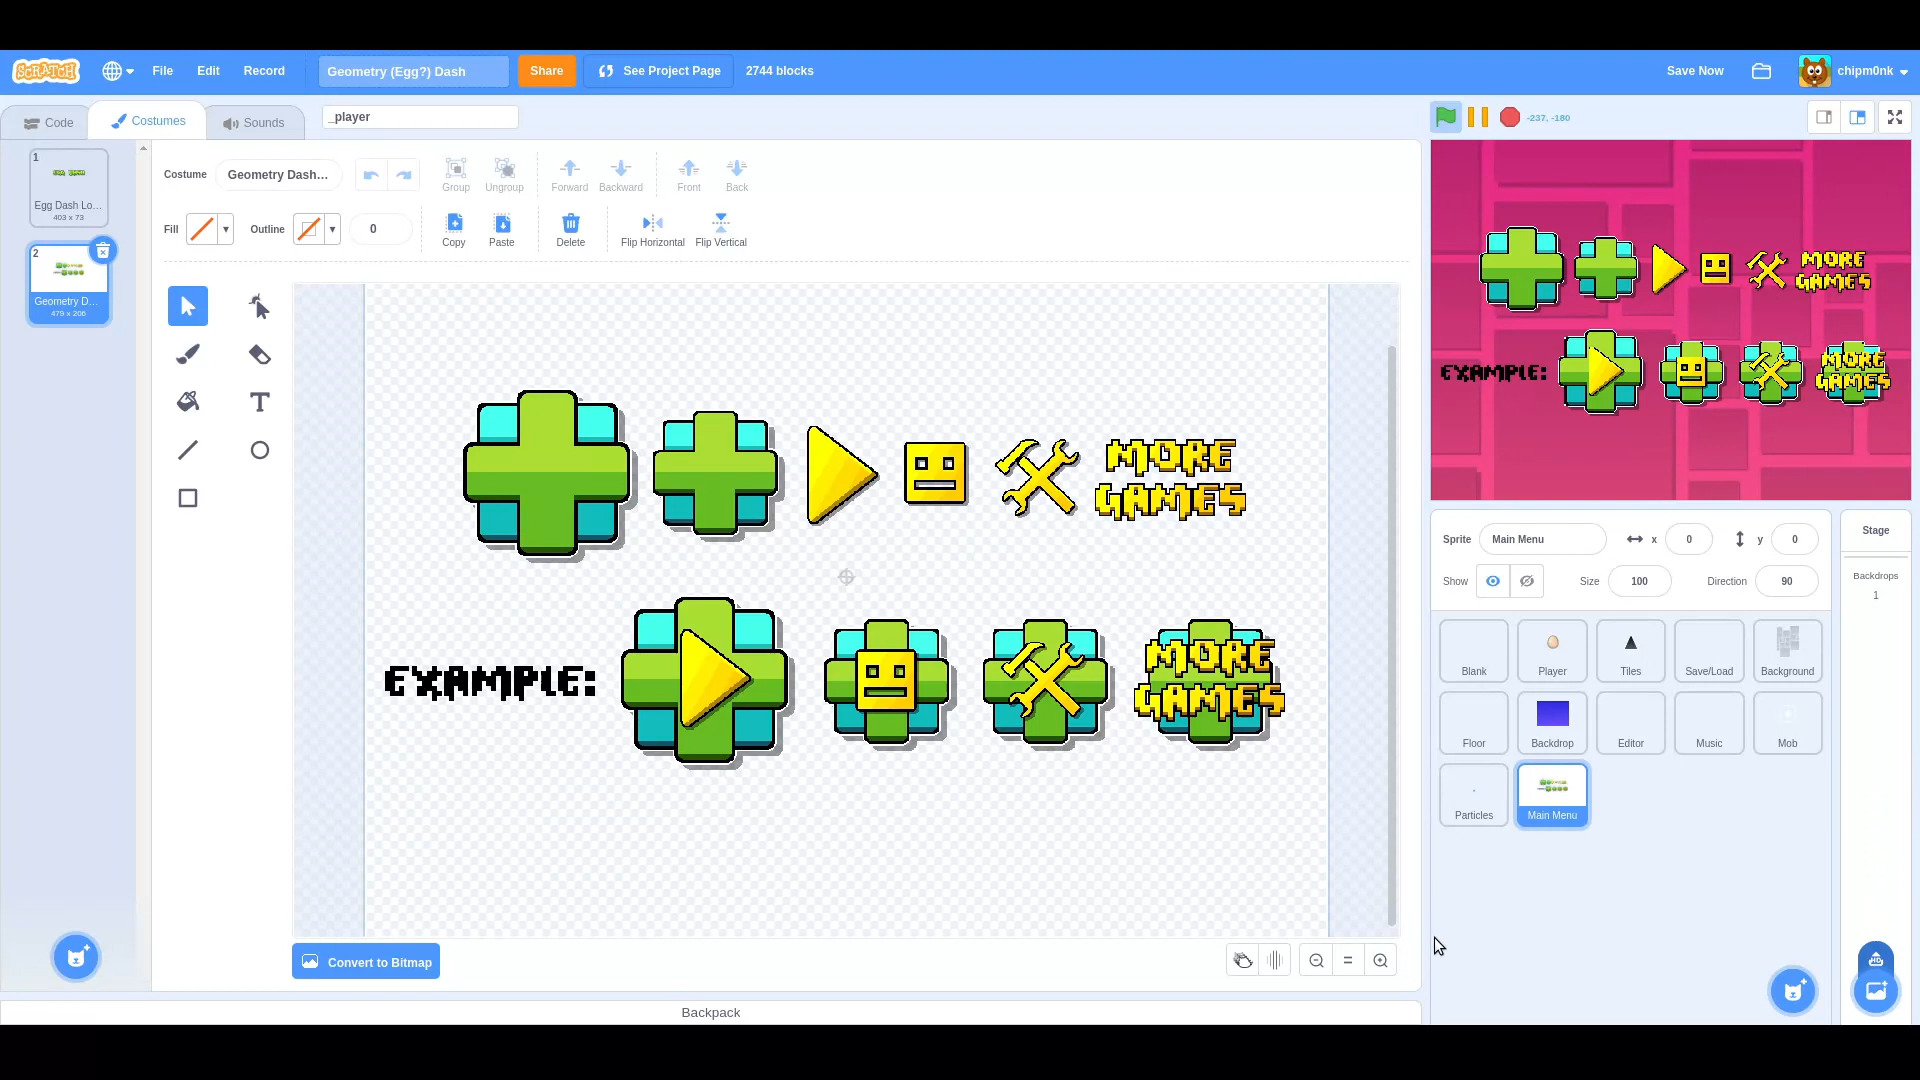 SCRATCH
File
Edit
Record
Geometry (Egg?) Dash
Share
See Project Page
2744 blocks
Save Now
chipm0nk
Code
Costumes
Sounds
_player
-237, -180
1
EGG DASH
Egg Dash Lo...
403 x 73
2
Geometry D...
479 x 206
Costume
Geometry Dash...
Group
Ungroup
Forward
Backward
Front
Back
Fill
Outline
0
Copy
Paste
Delete
Flip Horizontal
Flip Vertical
T
MORE
GAMES
EXAMPLE:
MORE
GAMES
Convert to Bitmap
Backpack
MORE
GAMES
EXAMPLE:
MORE
GAMES
Sprite
Main Menu
x
0
y
0
Show
Size
100
Direction
90
Stage
Backdrops
1
Blank
Player
Tiles
Save/Load
Background
Floor
Backdrop
Editor
Music
Mob
Particles
Main Menu
HD